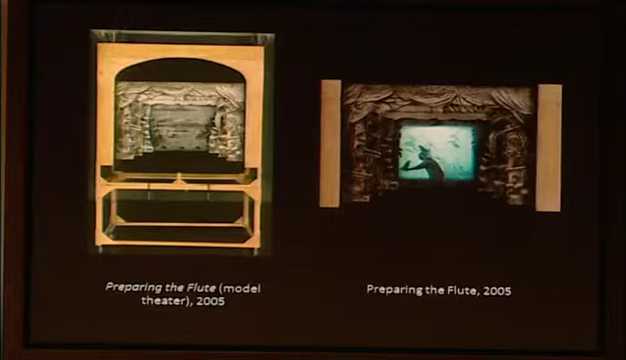 Preparing the Flute (model
theater), 2005
Preparing the Flute, 2005